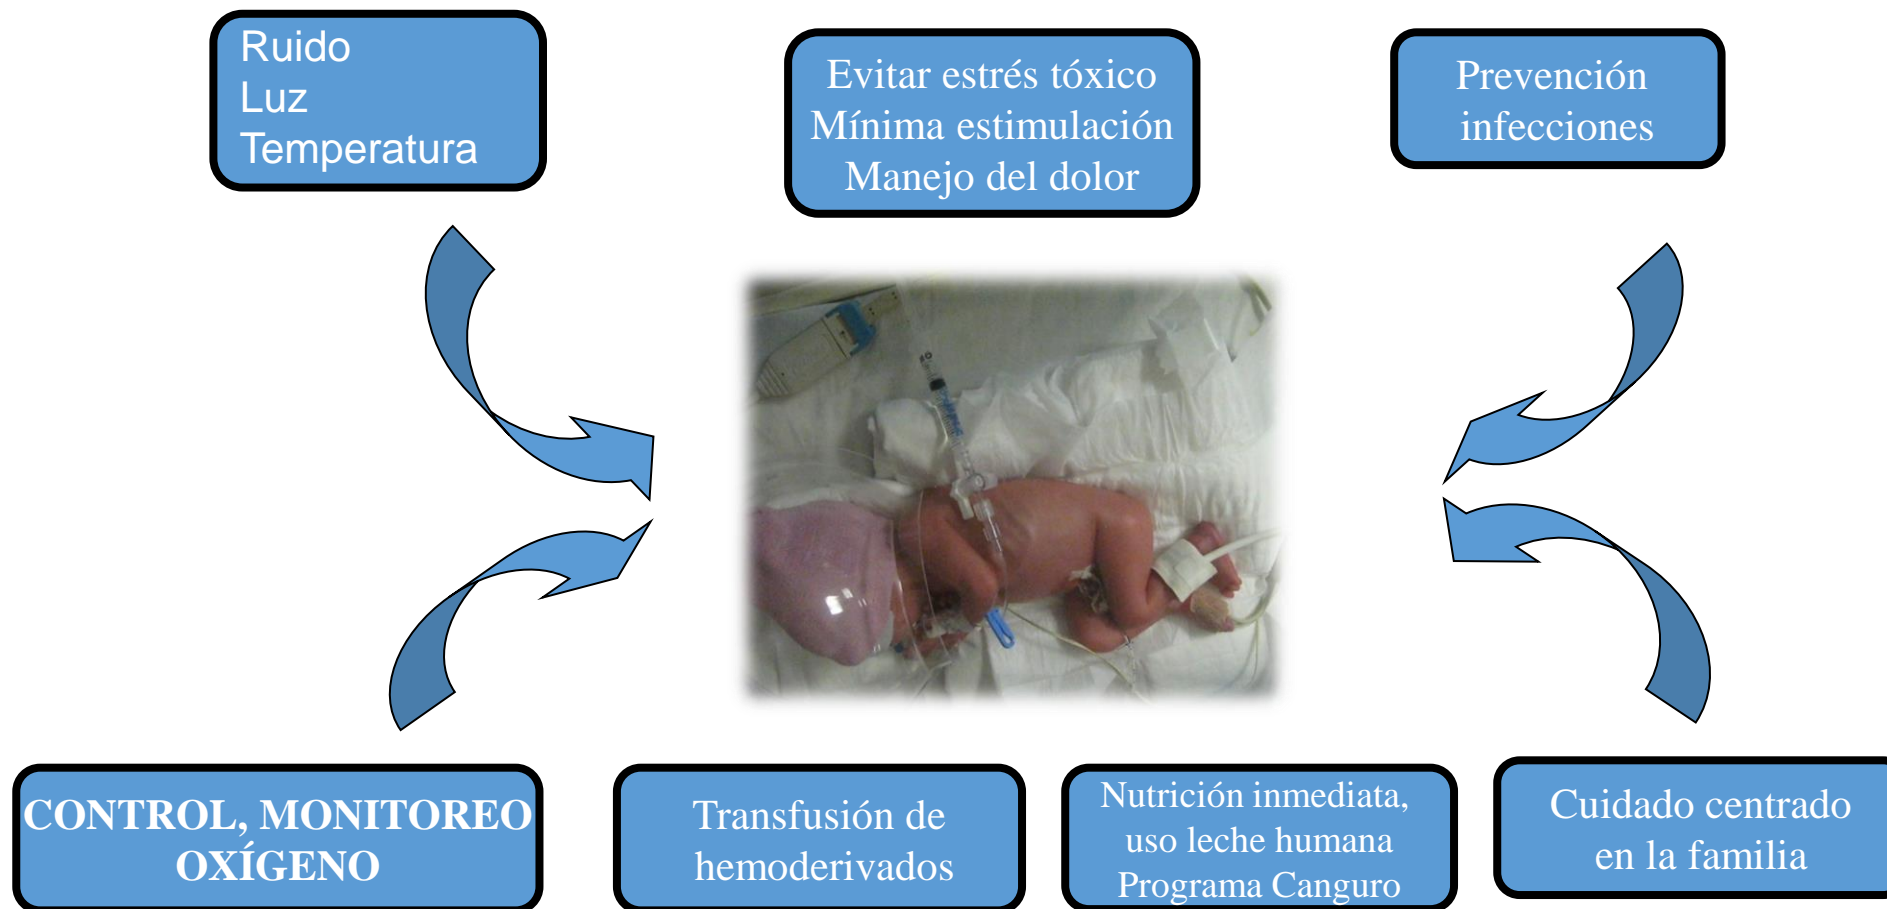 Ruido
Luz
Temperatura
Evitar estrés tóxico
Mínima estimulación
Manejo del dolor
Prevención
infecciones
CONTROL, MONITOREO
OXÍGENO
Transfusión de
hemoderivados
Nutrición inmediata,
uso leche humana
Programa Canguro
Cuidado centrado
en la familia